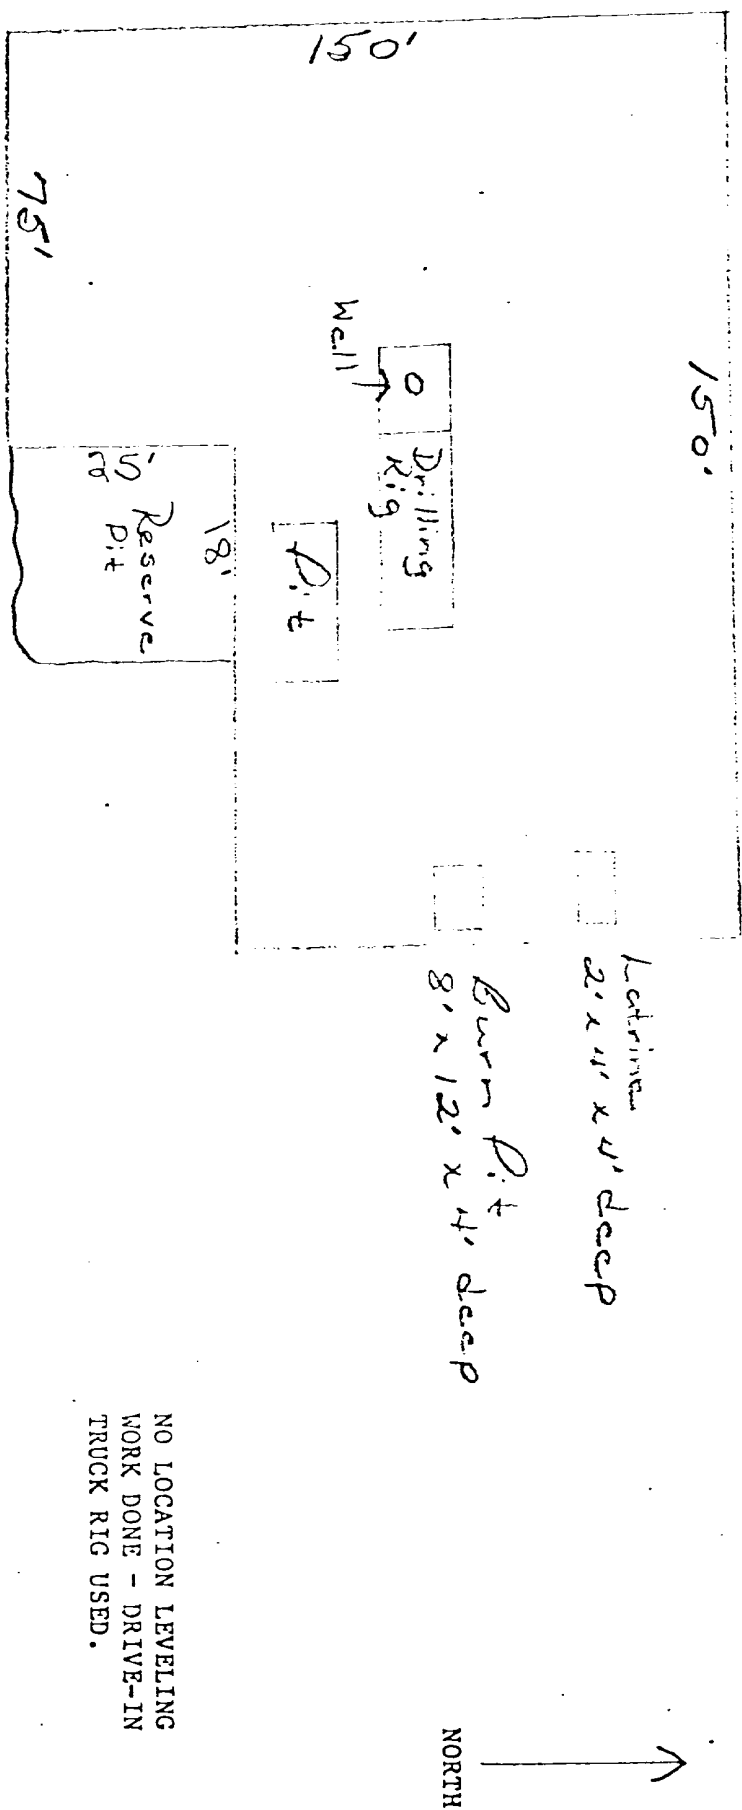 150'
150'
75'
Well
O
Drilling
Rig
Pit
18'
Reserve
Pit
Latrine
2' x 4' x 4' deep
Burn Pit
8' x 12' x 4' deep
NO LOCATION LEVELING
WORK DONE - DRIVE-IN
TRUCK RIG USED.
NORTH